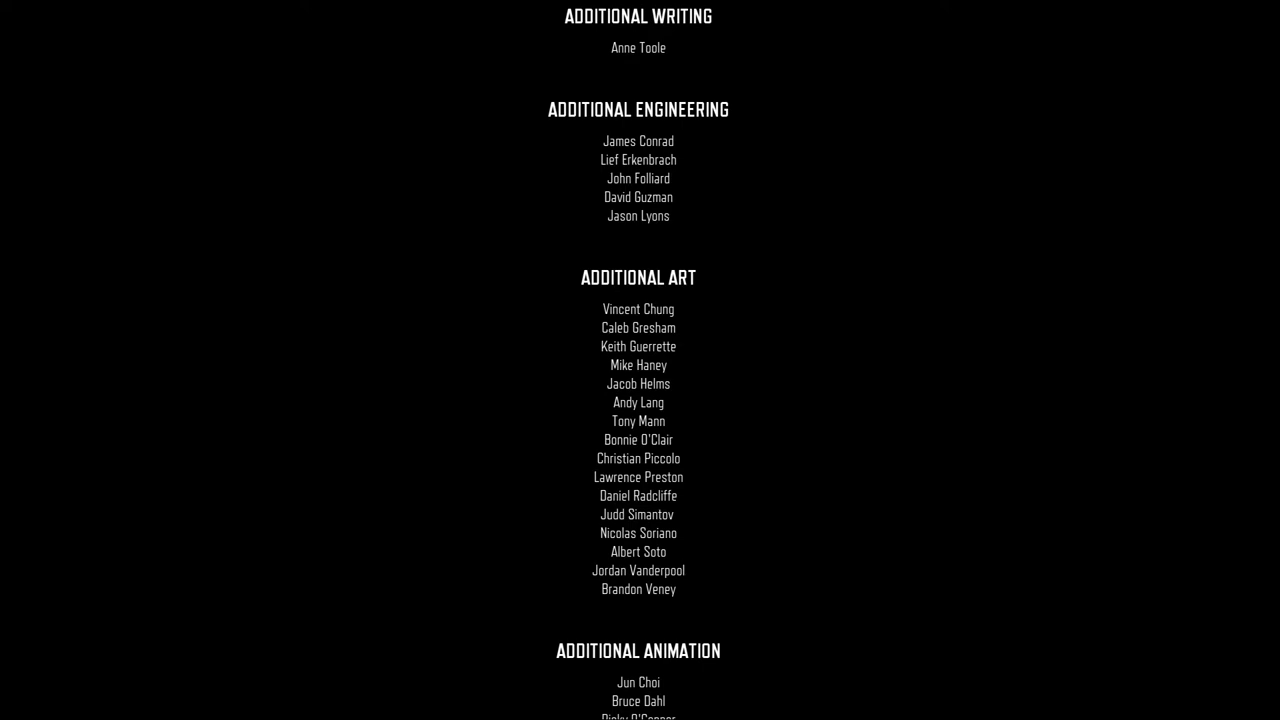 ADDITIONAL WRITING
Anne Toole
ADDITIONAL ENGINEERING
James Conrad
Lief Erkenbrach
John Folliard
David Guzman
Jason Lyons
ADDITIONAL ART
Vincent Chung
Caleb Gresham
Keith Guerrette
Mike Haney
Jacob Helms
Andy Lang
Tony Mann
Bonnie O'Clair
Christian Piccolo
Lawrence Preston
Daniel Radcliffe
Judd Simantov
Nicolas Soriano
Albert Soto
Jordan Vanderpool
Brandon Veney
ADDITIONAL ANIMATION
Jun Choi
Bruce Dahl